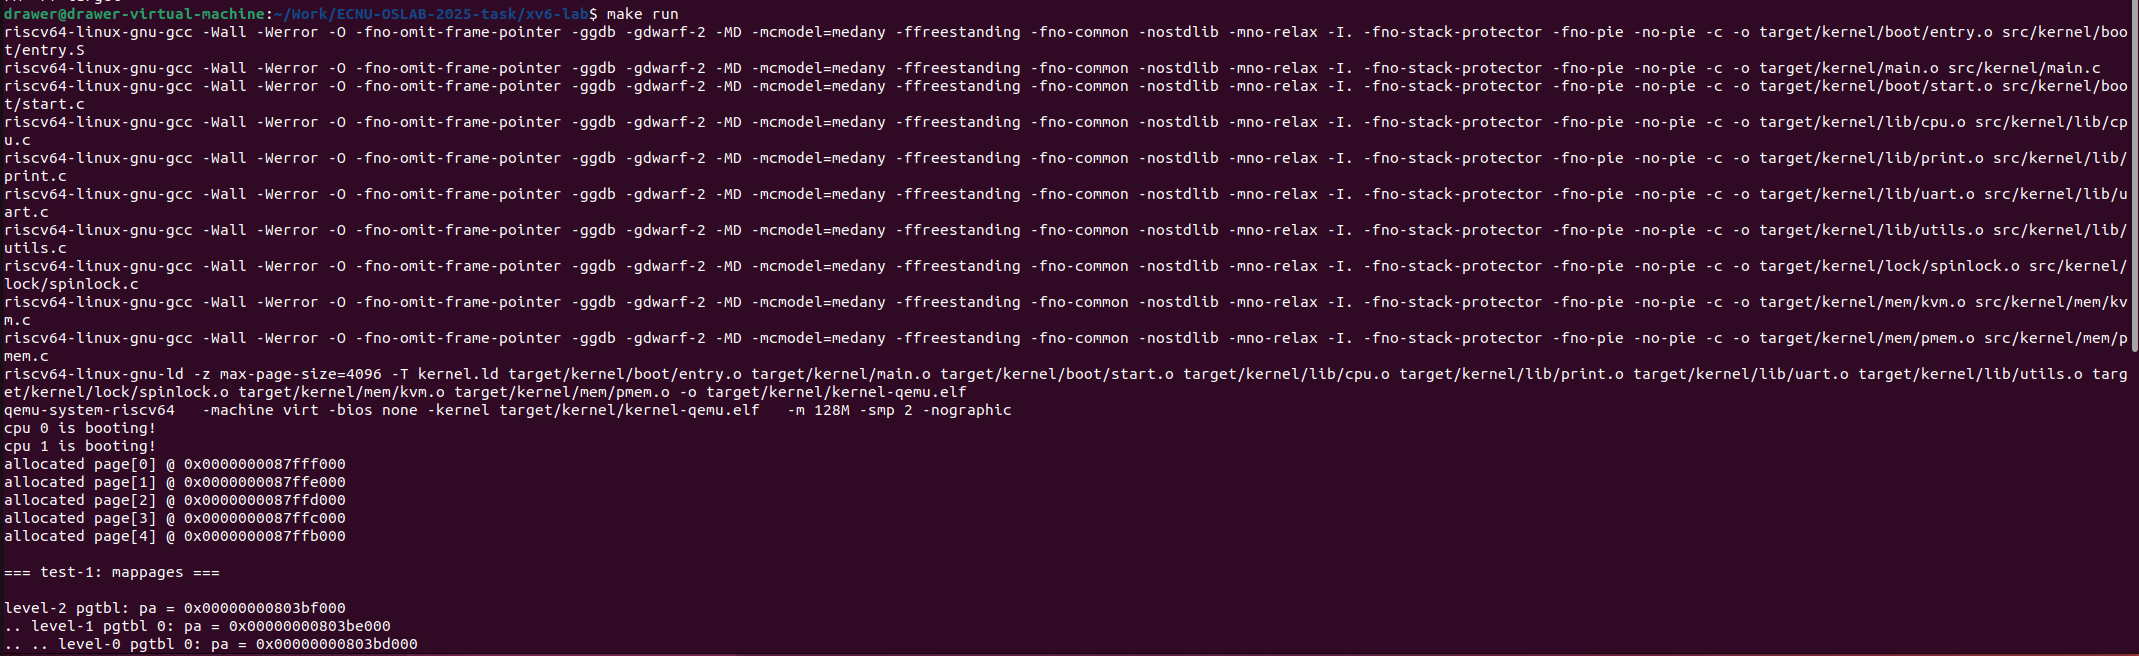 drawer@drawer-virtual-machine:~/Work/ECNU-OSLAB-2025-task/xv6-lab$ make run
riscv64-linux-gnu-gcc -Wall -Werror -O -fno-omit-frame-pointer -ggdb -gdwarf-2 -MD -mcmodel=medany -ffreestanding -fno-common -nostdlib -mno-relax -I. -fno-stack-protector -fno-pie -no-pie -c -o target/kernel/boot/entry.o src/kernel/boo
t/entry.S
riscv64-linux-gnu-gcc -Wall -Werror -O -fno-omit-frame-pointer -ggdb -gdwarf-2 -MD -mcmodel=medany -ffreestanding -fno-common -nostdlib -mno-relax -I. -fno-stack-protector -fno-pie -no-pie -c -o target/kernel/main.o src/kernel/main.c
riscv64-linux-gnu-gcc -Wall -Werror -O -fno-omit-frame-pointer -ggdb -gdwarf-2 -MD -mcmodel=medany -ffreestanding -fno-common -nostdlib -mno-relax -I. -fno-stack-protector -fno-pie -no-pie -c -o target/kernel/boot/start.o src/kernel/boo
t/start.c
riscv64-linux-gnu-gcc -Wall -Werror -O -fno-omit-frame-pointer -ggdb -gdwarf-2 -MD -mcmodel=medany -ffreestanding -fno-common -nostdlib -mno-relax -I. -fno-stack-protector -fno-pie -no-pie -c -o target/kernel/lib/cpu.o src/kernel/lib/cp
u.c
riscv64-linux-gnu-gcc -Wall -Werror -O -fno-omit-frame-pointer -ggdb -gdwarf-2 -MD -mcmodel=medany -ffreestanding -fno-common -nostdlib -mno-relax -I. -fno-stack-protector -fno-pie -no-pie -c -o target/kernel/lib/print.o src/kernel/lib/
print.c
riscv64-linux-gnu-gcc -Wall -Werror -O -fno-omit-frame-pointer -ggdb -gdwarf-2 -MD -mcmodel=medany -ffreestanding -fno-common -nostdlib -mno-relax -I. -fno-stack-protector -fno-pie -no-pie -c -o target/kernel/lib/uart.o src/kernel/lib/u
art.c
riscv64-linux-gnu-gcc -Wall -Werror -O -fno-omit-frame-pointer -ggdb -gdwarf-2 -MD -mcmodel=medany -ffreestanding -fno-common -nostdlib -mno-relax -I. -fno-stack-protector -fno-pie -no-pie -c -o target/kernel/lib/utils.o src/kernel/lib/
utils.c
riscv64-linux-gnu-gcc -Wall -Werror -O -fno-omit-frame-pointer -ggdb -gdwarf-2 -MD -mcmodel=medany -ffreestanding -fno-common -nostdlib -mno-relax -I. -fno-stack-protector -fno-pie -no-pie -c -o target/kernel/lock/spinlock.o src/kernel/
lock/spinlock.c
riscv64-linux-gnu-gcc -Wall -Werror -O -fno-omit-frame-pointer -ggdb -gdwarf-2 -MD -mcmodel=medany -ffreestanding -fno-common -nostdlib -mno-relax -I. -fno-stack-protector -fno-pie -no-pie -c -o target/kernel/mem/kvm.o src/kernel/mem/kv
m.c
riscv64-linux-gnu-gcc -Wall -Werror -O -fno-omit-frame-pointer -ggdb -gdwarf-2 -MD -mcmodel=medany -ffreestanding -fno-common -nostdlib -mno-relax -I. -fno-stack-protector -fno-pie -no-pie -c -o target/kernel/mem/pmem.o src/kernel/mem/p
mem.c
riscv64-linux-gnu-ld -z max-page-size=4096 -T kernel.ld target/kernel/boot/entry.o target/kernel/main.o target/kernel/boot/start.o target/kernel/lib/cpu.o target/kernel/lib/print.o target/kernel/lib/uart.o target/kernel/lib/utils.o targ
et/kernel/lock/spinlock.o target/kernel/mem/kvm.o target/kernel/mem/pmem.o -o target/kernel/kernel-qemu.elf
qemu-system-riscv64   -machine virt -bios none -kernel target/kernel/kernel-qemu.elf   -m 128M -smp 2 -nographic
cpu 0 is booting!
cpu 1 is booting!
allocated page[0] @ 0x0000000087fff000
allocated page[1] @ 0x0000000087ffe000
allocated page[2] @ 0x0000000087ffd000
allocated page[3] @ 0x0000000087ffc000
allocated page[4] @ 0x0000000087ffb000
=== test-1: mappages ===
level-2 pgtbl: pa = 0x00000000803bf000
.. level-1 pgtbl 0: pa = 0x00000000803be000
.. .. level-0 pgtbl 0: pa = 0x00000000803bd000